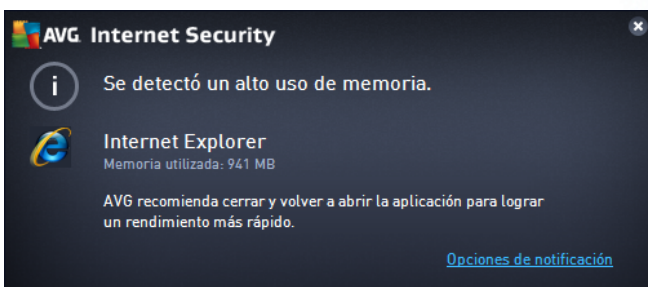 AVG Internet Security
i
Se detectó un alto uso de memoria.
Internet Explorer
Memoria utilizada: 941 MB
AVG recomienda cerrar y volver a abrir la aplicación para lograr
un rendimiento más rápido.
Opciones de notificación